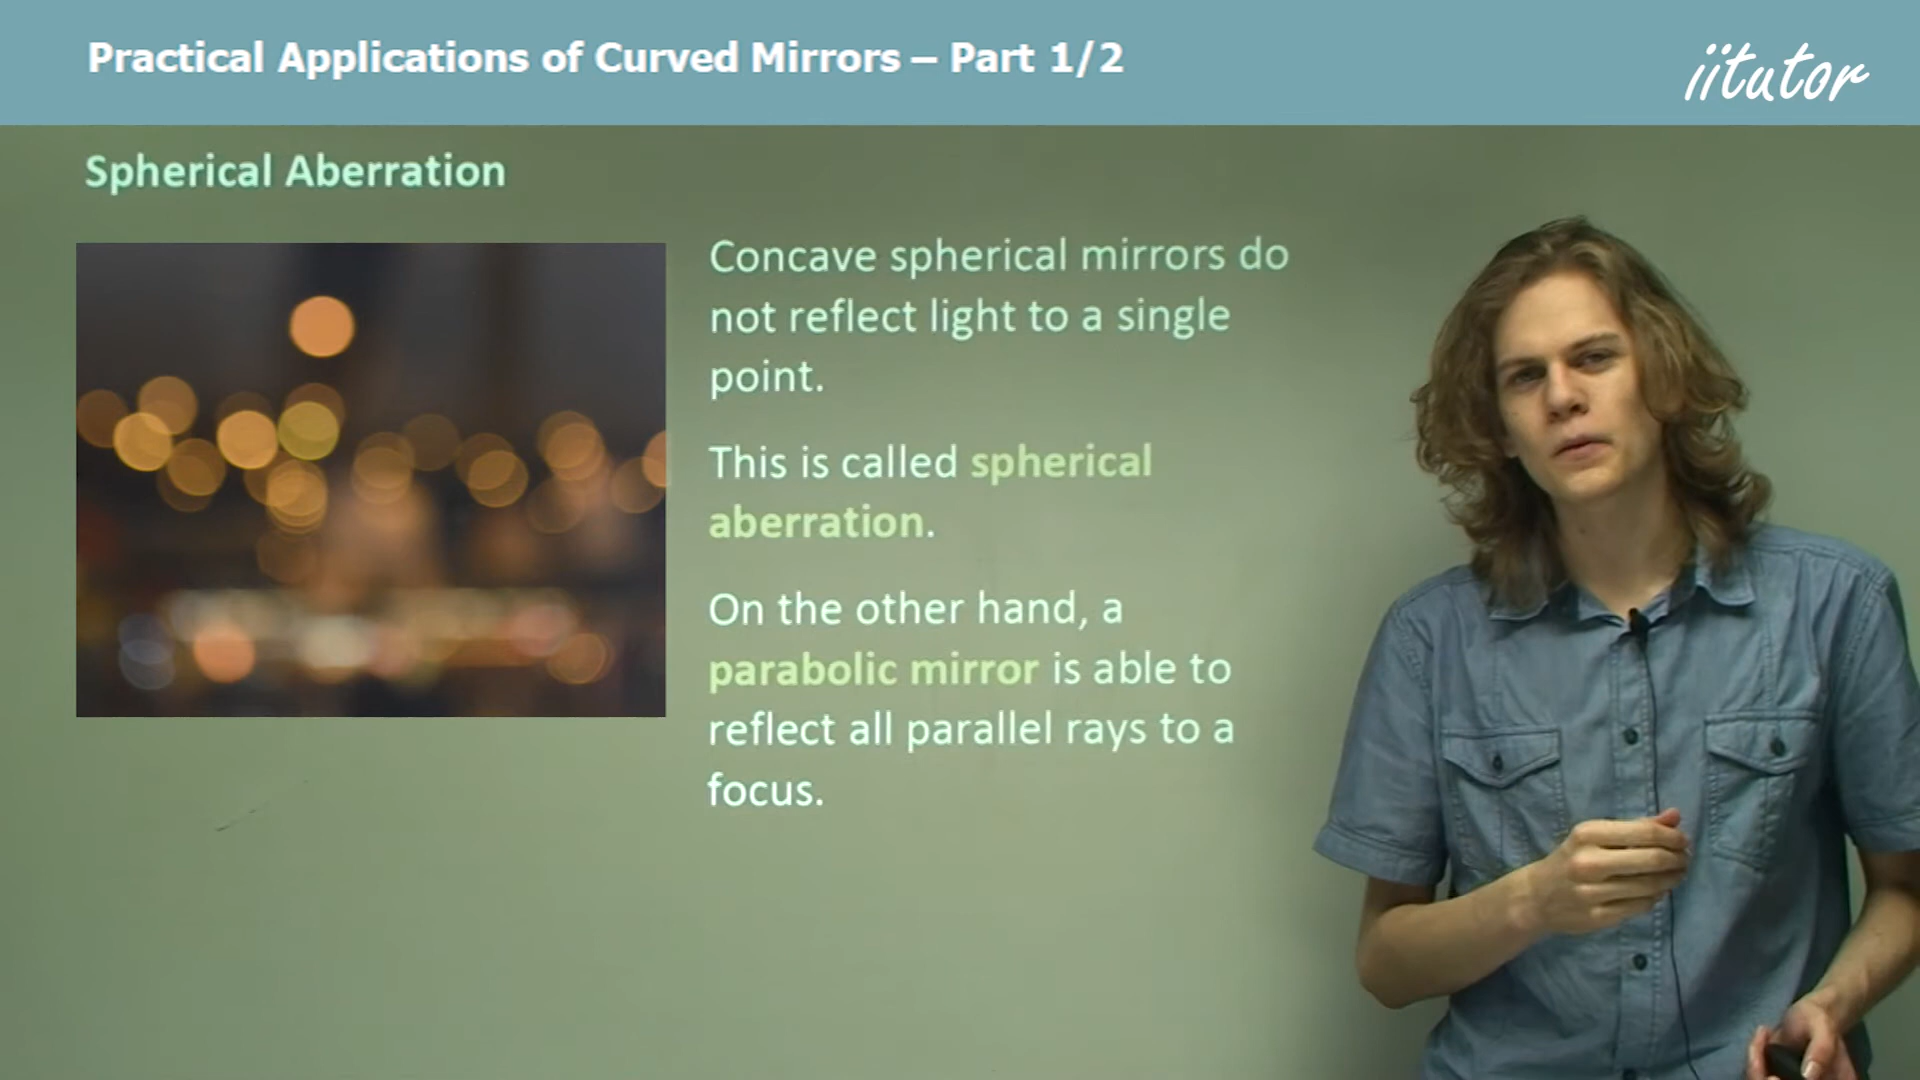 Practical Applications of Curved Mirrors – Part 1/2
iitutor
Spherical Aberration
Concave spherical mirrors do
not reflect light to a single
point.
This is called spherical
aberration.
On the other hand, a
parabolic mirror is able to
reflect all parallel rays to a
focus.